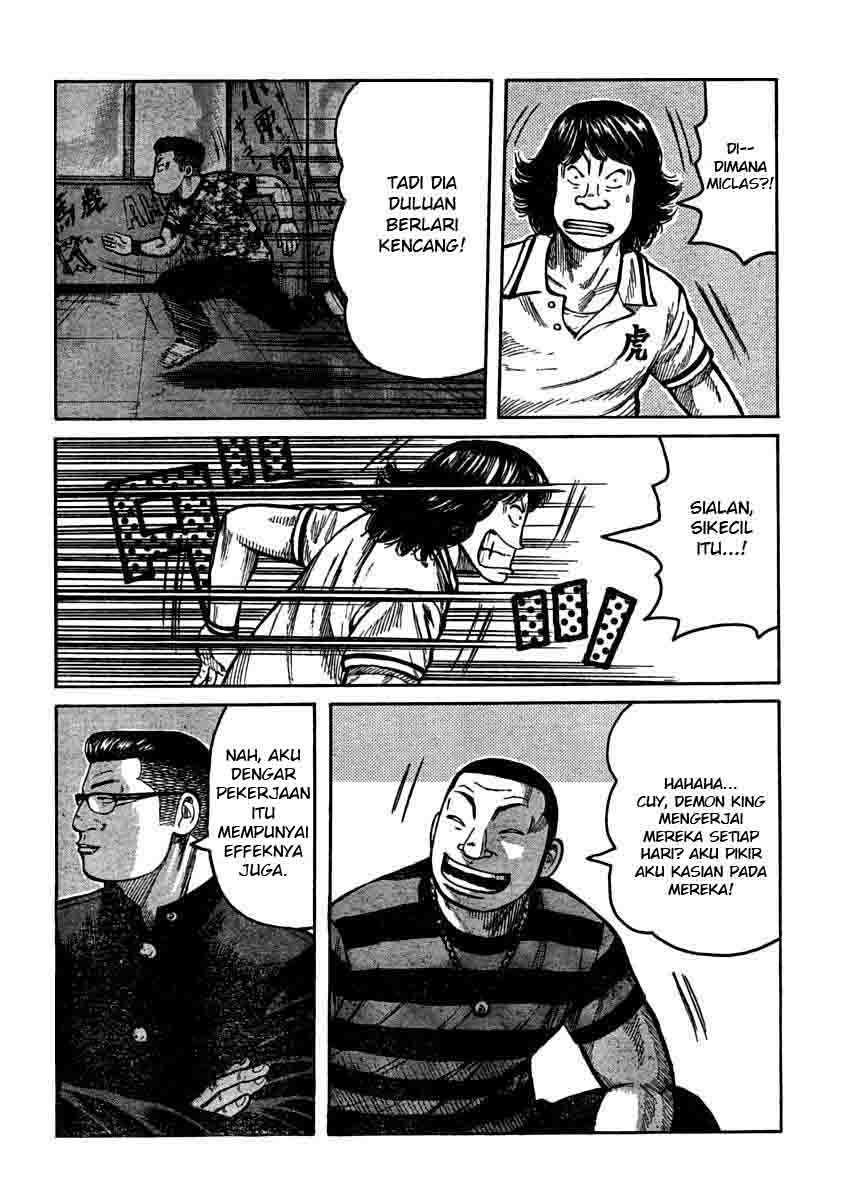 DI--
DIMANA
MICLAS?!
虎
TADI DIA
DULUAN
BERLARI
KENCANG!
SIALAN,
SIKECIL
ITU...!
HAHAHA...
CUY, DEMON KING
MENGERJAI
MEREKA SETIAP
HARI? AKU PIKIR
AKU KASIAN PADA
MEREKA!
NAH, AKU
DENGAR
PEKERJAAN
ITU
MEMPUNYAI
EFFEKNYA
JUGA.